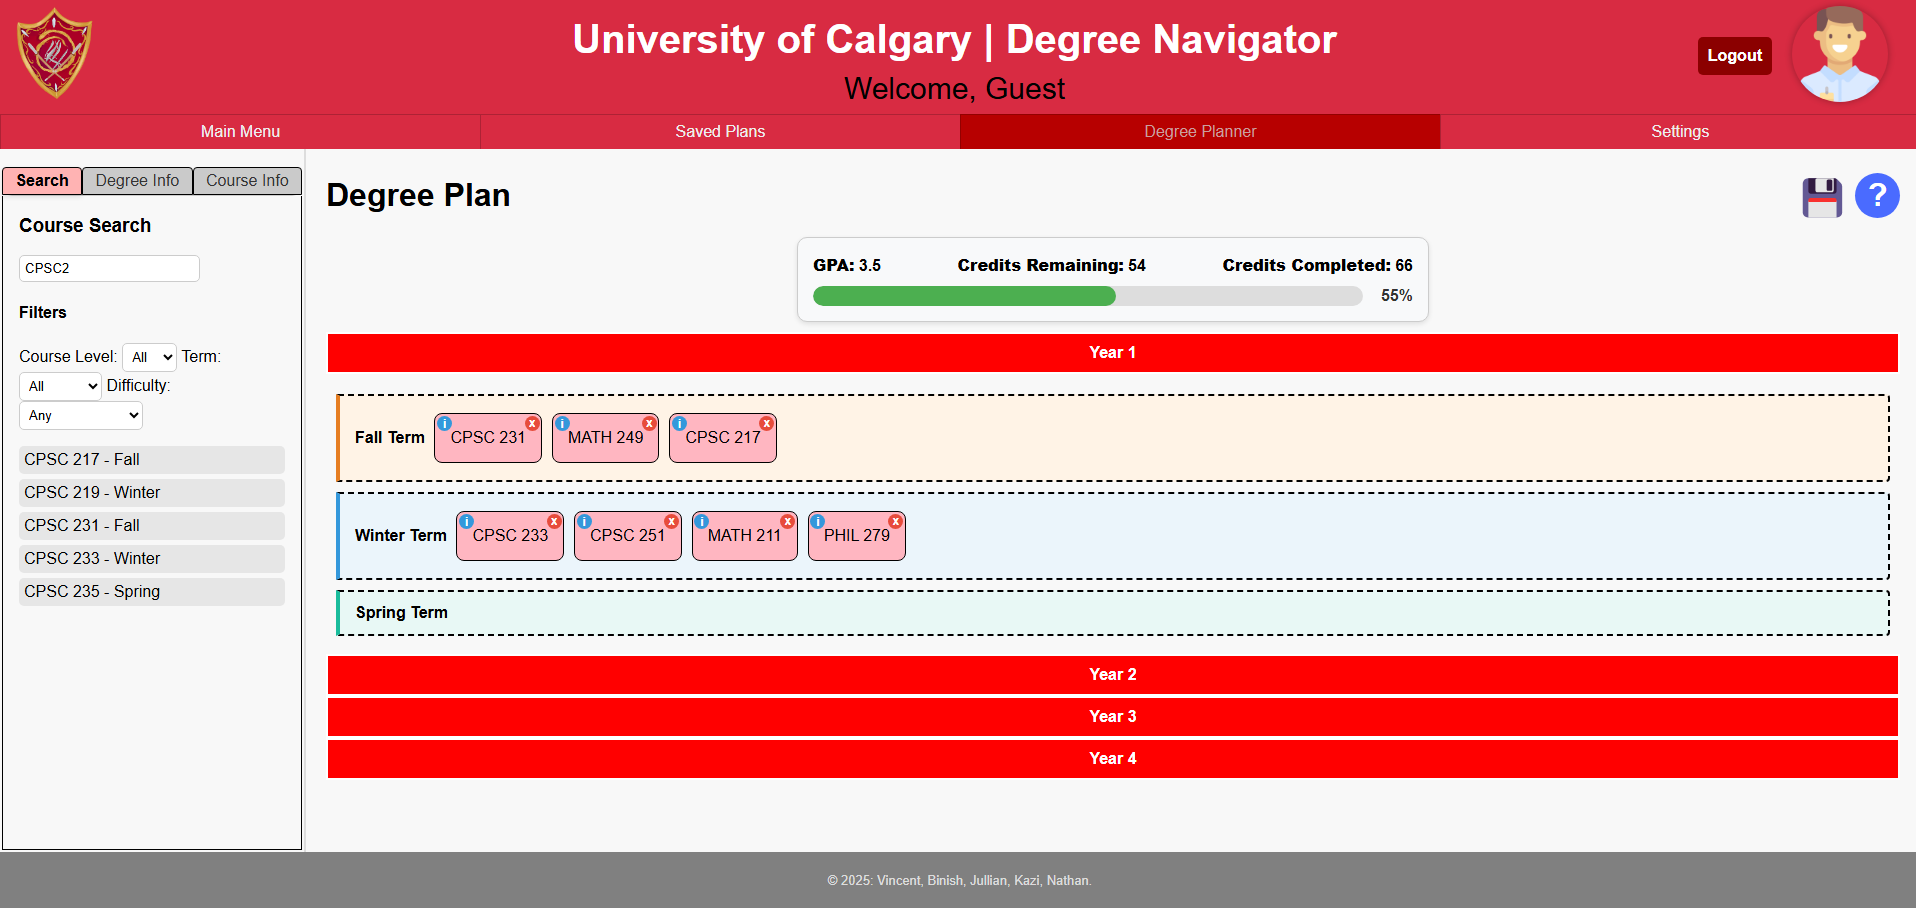 University of Calgary | Degree Navigator
Welcome, Guest
Logout
Main Menu
Saved Plans
Degree Planner
Settings
Search
Degree Info
Course Info
Course Search
CPSC2
Filters
Course Level: All Term:
All Difficulty:
Any
CPSC 217 - Fall
CPSC 219 - Winter
CPSC 231 - Fall
CPSC 233 - Winter
CPSC 235 - Spring
Degree Plan
?
GPA: 3.5 Credits Remaining: 54 Credits Completed: 66
55%
Year 1
Fall Term
i CPSC 231 x
i MATH 249 x
i CPSC 217 x
Winter Term
i CPSC 233 x
i CPSC 251 x
i MATH 211 x
i PHIL 279 x
Spring Term
Year 2
Year 3
Year 4
© 2025: Vincent, Binish, Jullian, Kazi, Nathan.